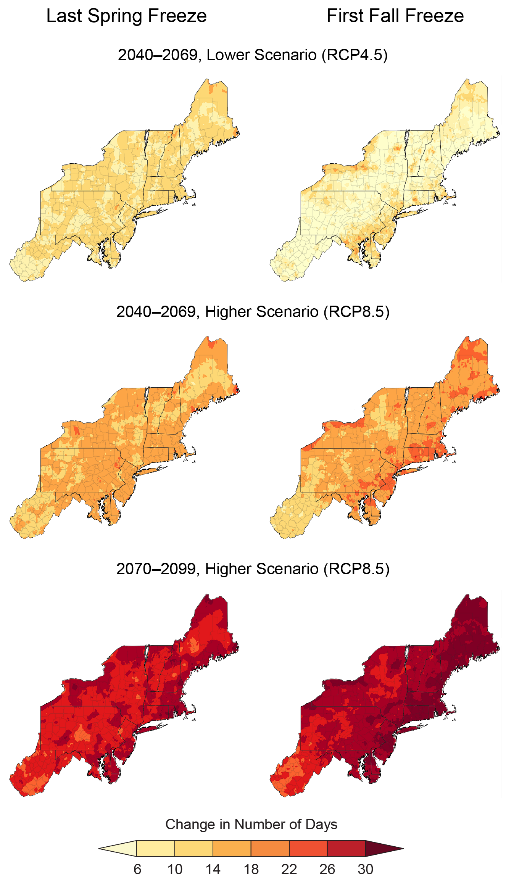 Last Spring Freeze First Fall Freeze
2040–2069, Lower Scenario (RCP4.5)
2040–2069, Higher Scenario (RCP8.5)
2070–2099, Higher Scenario (RCP8.5)
Change in Number of Days
6 10 14 18 22 26 30